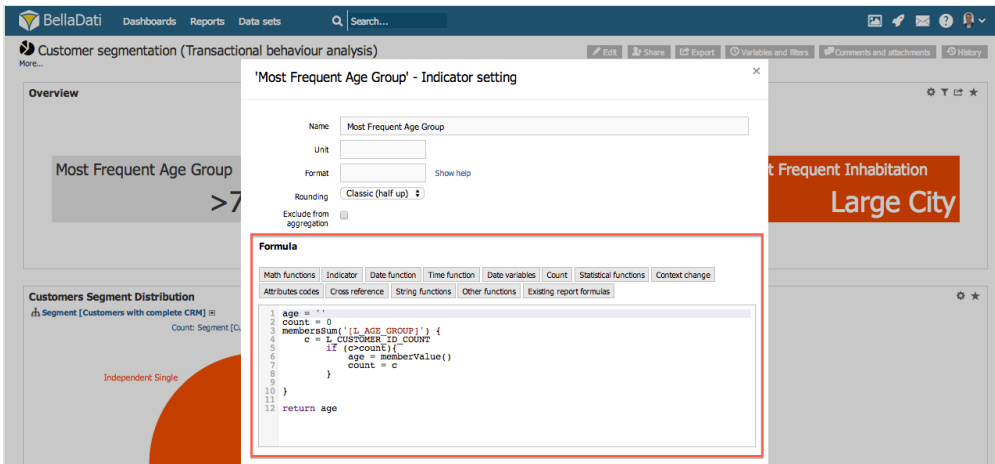 BellaDati Dashboards Reports Data sets Search...
Customer segmentation (Transactional behaviour analysis) Edit Share Export Variables and filters Comments and attachments History
More...
'Most Frequent Age Group' - Indicator setting ×
Overview
Name Most Frequent Age Group
Unit
Format Show help
Rounding Classic (half up)
Exclude from
aggregation
Most Frequent Age Group
>7
t Frequent Inhabitation
Large City
Formula
Math functions Indicator Date function Time function Date variables Count Statistical functions Context change
Attributes codes Cross reference String functions Other functions Existing report formulas
Customers Segment Distribution
Segment [Customers with complete CRM]
Count: Segment [Cu
Independent Single
1 age = ''
2 count = 0
3 membersSum('[L_AGE_GROUP]') {
4 c = L_CUSTOMER_ID_COUNT
5 if (c>count){
6 age = memberValue()
7 count = c
8 }
9
10 }
11
12 return age